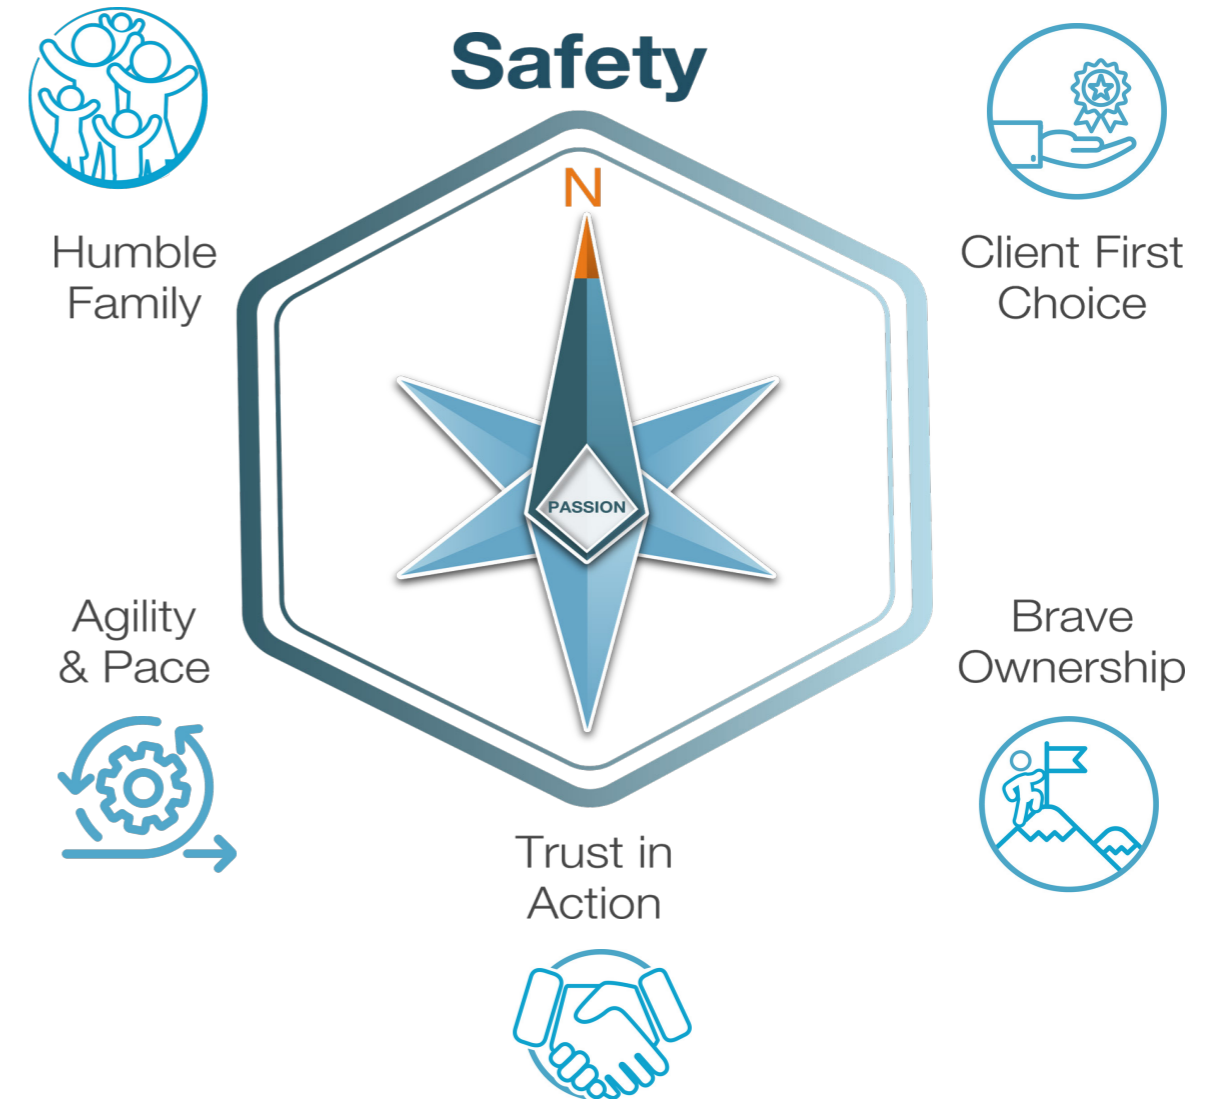 Safety
N
Humble
Family
Client First
Choice
PASSION
Agility
& Pace
Brave
Ownership
Trust in
Action